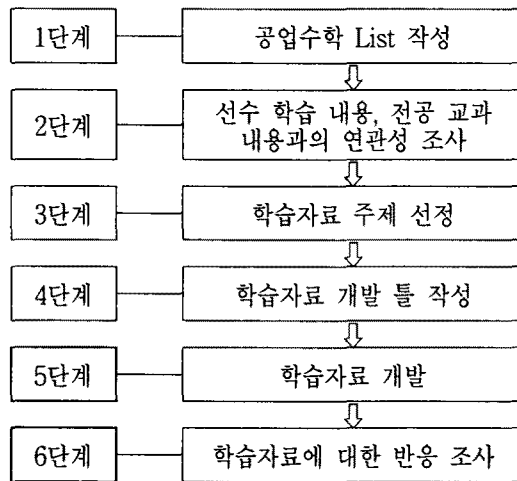 1단계
공업수학 List 작성
2단계
선수 학습 내용, 전공 교과
내용과의 연관성 조사
3단계
학습자료 주제 선정
4단계
학습자료 개발 틀 작성
5단계
학습자료 개발
6단계
학습자료에 대한 반응 조사